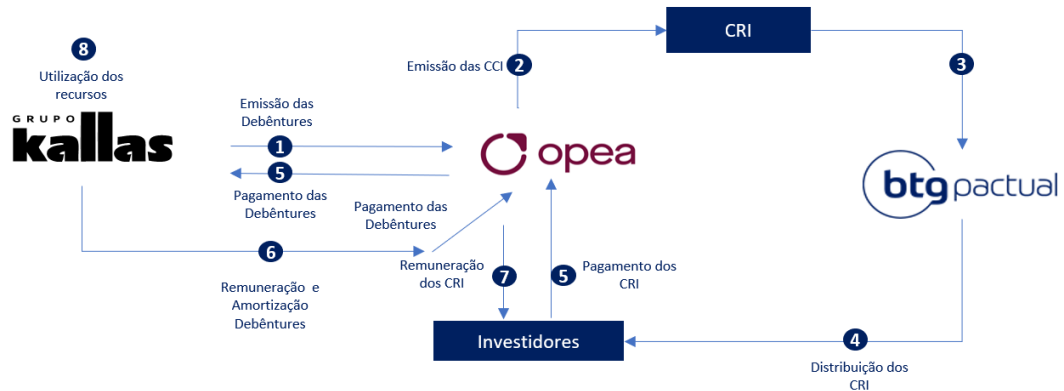 8
Utilização dos
recursos
GRUPO
kallas
Emissão das
Debêntures
1
5
Pagamento das
Debêntures
Emissão das CCI
2
CRI
3
opea
btg pactual
Pagamento das
Debêntures
6
Remuneração e
Amortização
Debêntures
Remuneração
dos CRI
7
5
Pagamento dos
CRI
Investidores
4
Distribuição dos
CRI